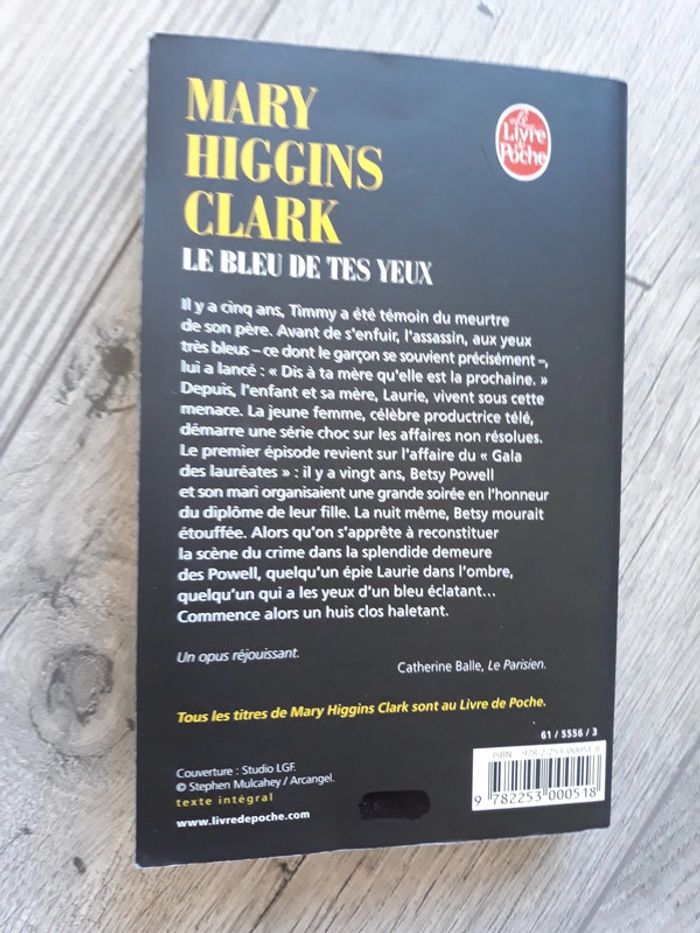 MARY
HIGGINS
CLARK
LE BLEU DE TES YEUX
Le
Livre
de
Poche
Il y a cinq ans, Timmy a été témoin du meurtre
de son père. Avant de s'enfuir, l'assassin, aux yeux
très bleus – ce dont le garçon se souvient précisément –,
lui a lancé : « Dis à ta mère qu'elle est la prochaine. »
Depuis, l'enfant et sa mère, Laurie, vivent sous cette
menace. La jeune femme, célèbre productrice télé,
démarre une série choc sur les affaires non résolues.
Le premier épisode revient sur l'affaire du « Gala
des lauréates » : il y a vingt ans, Betsy Powell
et son mari organisaient une grande soirée en l'honneur
du diplôme de leur fille. La nuit même, Betsy mourait
étouffée. Alors qu'on s'apprête à reconstituer
la scène du crime dans la splendide demeure
des Powell, quelqu'un épie Laurie dans l'ombre,
quelqu'un qui a les yeux d'un bleu éclatant...
Commence alors un huis clos haletant.
Un opus réjouissant.
Catherine Balle, Le Parisien.
Tous les titres de Mary Higgins Clark sont au Livre de Poche.
61 / 5556 / 3
ISBN 978-2-253-00051-8
9 782253 000518
Couverture : Studio LGF.
© Stephen Mulcahey / Arcangel.
texte intégral
www.livredepoche.com